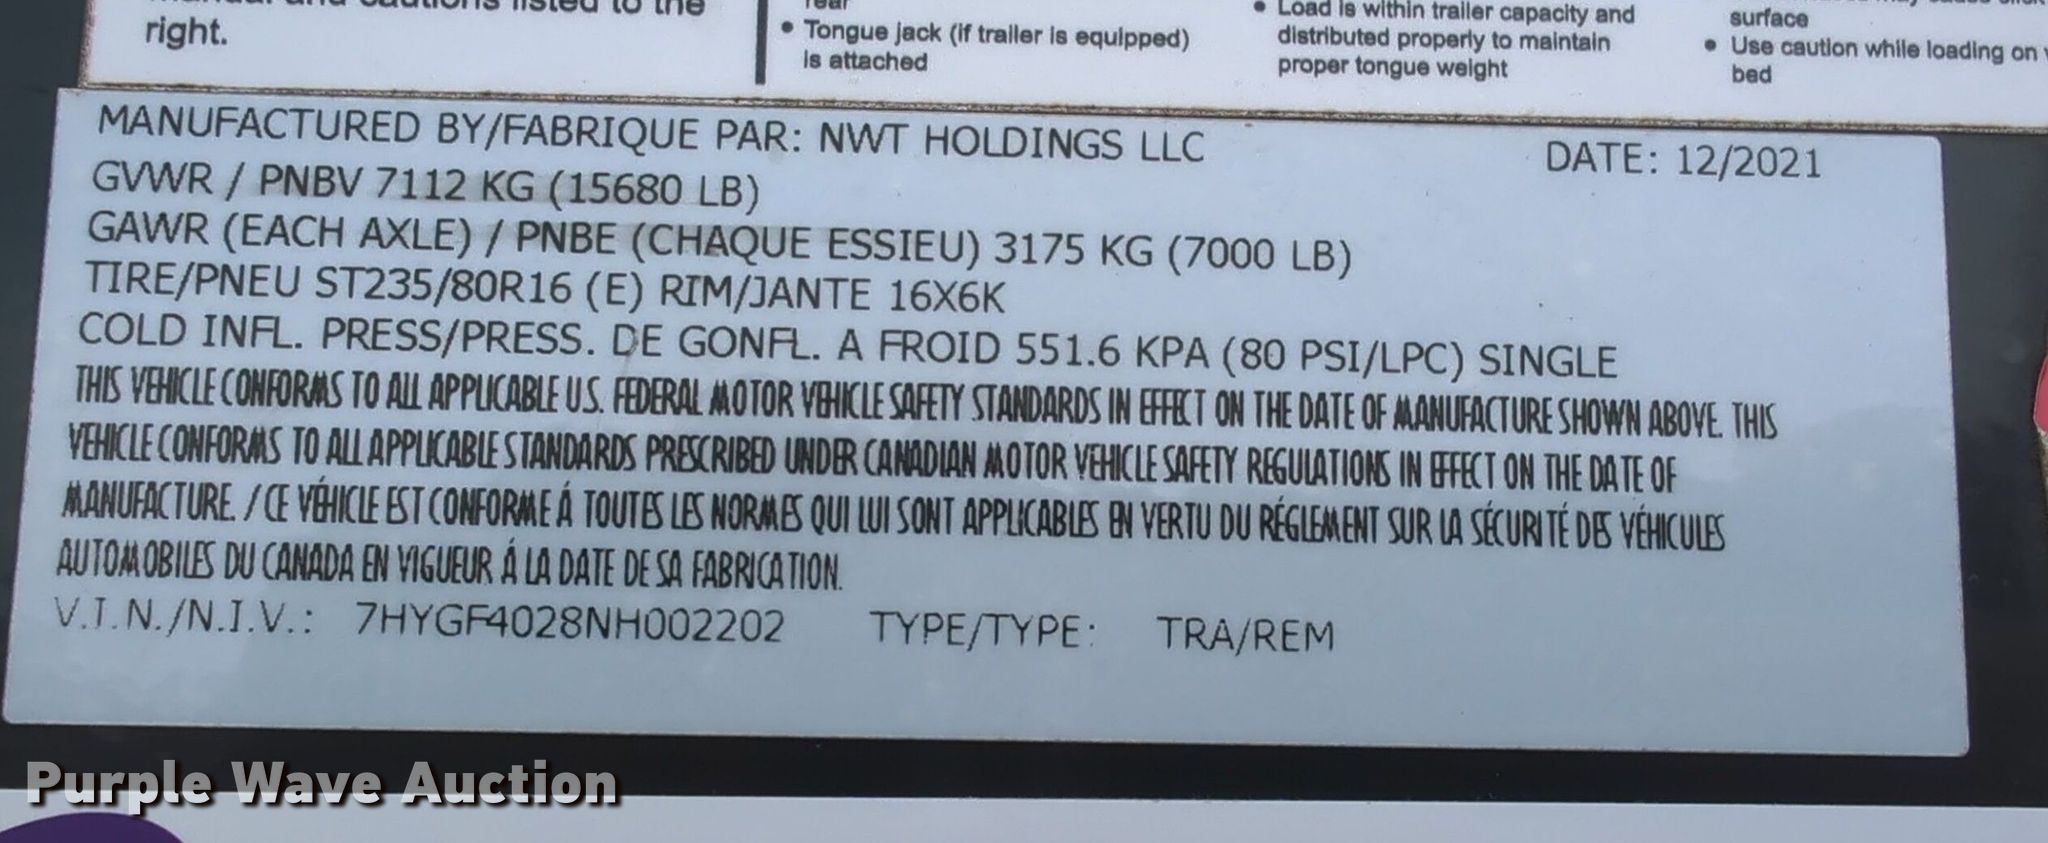 right.
rear
• Tongue jack (if trailer is equipped)
is attached
• Load is within trailer capacity and
distributed properly to maintain
proper tongue weight
surface
• Use caution while loading on
bed
MANUFACTURED BY/FABRIQUE PAR: NWT HOLDINGS LLC DATE: 12/2021
GVWR / PNBV 7112 KG (15680 LB)
GAWR (EACH AXLE) / PNBE (CHAQUE ESSIEU) 3175 KG (7000 LB)
TIRE/PNEU ST235/80R16 (E) RIM/JANTE 16X6K
COLD INFL. PRESS/PRESS. DE GONFL. A FROID 551.6 KPA (80 PSI/LPC) SINGLE
THIS VEHICLE CONFORMS TO ALL APPLICABLE U.S. FEDERAL MOTOR VEHICLE SAFETY STANDARDS IN EFFECT ON THE DATE OF MANUFACTURE SHOWN ABOVE. THIS
VEHICLE CONFORMS TO ALL APPLICABLE STANDARDS PRESCRIBED UNDER CANADIAN MOTOR VEHICLE SAFETY REGULATIONS IN EFFECT ON THE DATE OF
MANUFACTURE. / CE VÉHICLE EST CONFORME Á TOUTES LES NORMES QUI LUI SONT APPLICABLES EN VERTU DU RÉGLEMENT SUR LA SÉCURITÉ DES VÉHICULES
AUTOMOBILES DU CANADA EN VIGUEUR Á LA DATE DE SA FABRICATION.
V.I.N./N.I.V.: 7HYGF4028NH002202 TYPE/TYPE: TRA/REM
Purple Wave Auction